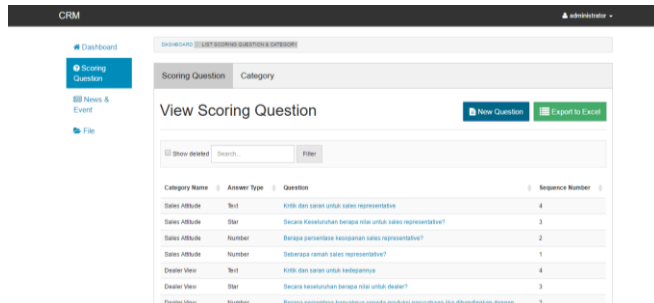 CRM administrator
Dashboard
DASHBOARD / LIST SCORING QUESTION & CATEGORY
Scoring Question
Scoring Question Category
News & Event
View Scoring Question New Question Export to Excel
File
Show deleted Search... Filter
Category Name Answer Type Question Sequence Number
Sales Attitude Text Kritik dan saran untuk sales representative 4
Sales Attitude Star Secara Keseluruhan berapa nilai untuk sales representative? 3
Sales Attitude Number Berapa persentase kesopanan sales representative? 2
Sales Attitude Number Seberapa ramah sales representative? 1
Dealer View Text Kritik dan saran untuk kedepannya 4
Dealer View Star Secara keseluruhan berapa nilai untuk dealer? 3
Dealer View Number